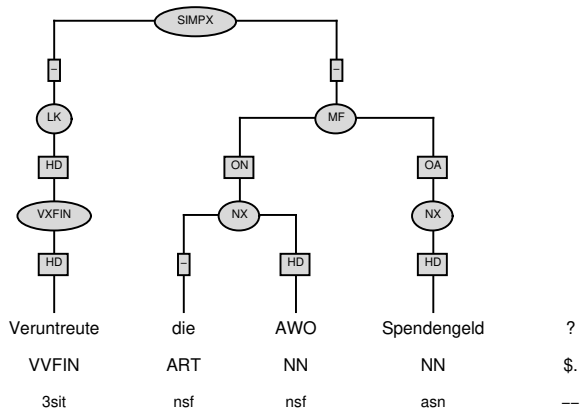 SIMPX
– –
LK MF
HD ON OA
VXFIN NX NX
HD – HD HD
Veruntreute die AWO Spendengeld ?
VVFIN ART NN NN $.
3sit nsf nsf asn −−